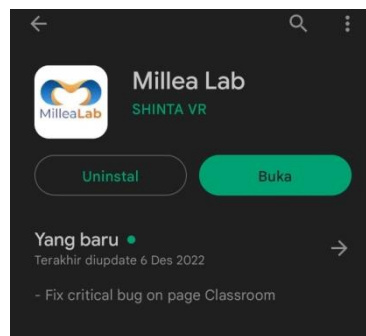 Millea Lab
MilleaLab
SHINTA VR
Uninstal
Buka
Yang baru
Terakhir diupdate 6 Des 2022
- Fix critical bug on page Classroom